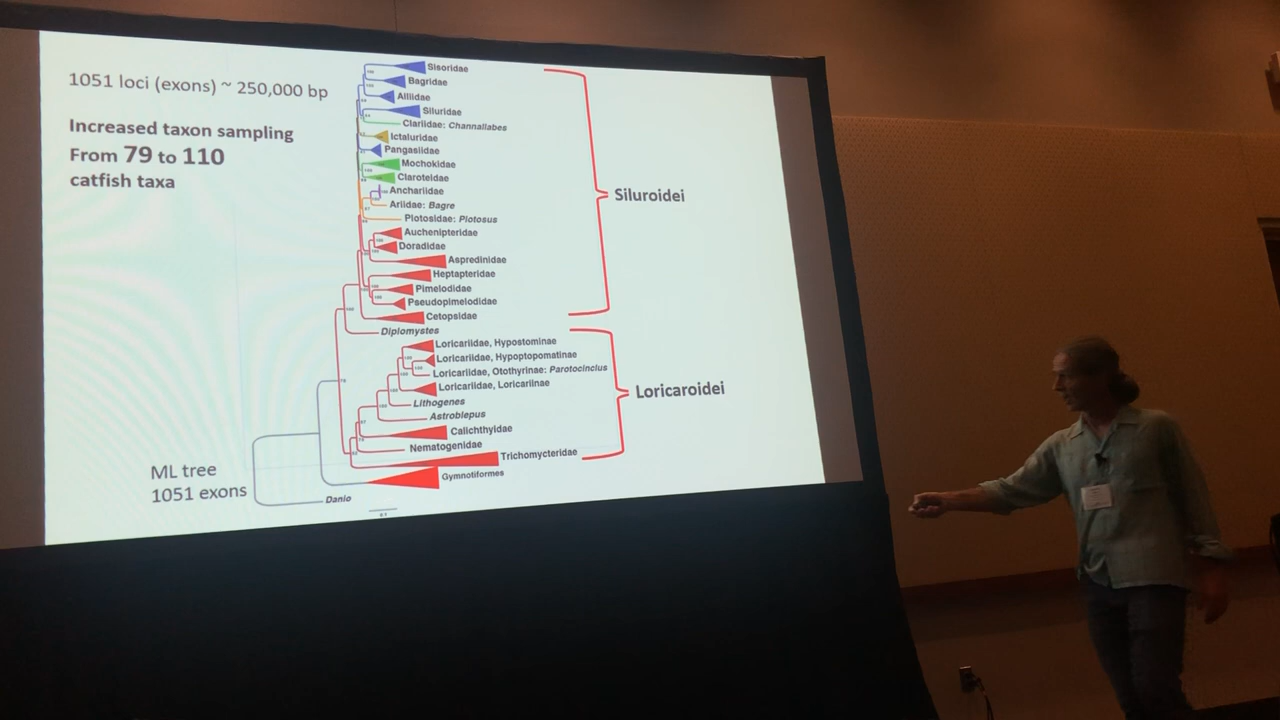 1051 loci (exons) ~ 250,000 bp
Increased taxon sampling
From 79 to 110
catfish taxa
Sisoridae
Bagridae
Ailiidae
Siluridae
Clariidae: Channallabes
Ictaluridae
Pangasiidae
Mochokidae
Claroteidae
Anchariidae
Ariidae: Bagre
Plotosidae: Plotosus
Auchenipteridae
Doradidae
Aspredinidae
Heptapteridae
Pimelodidae
Pseudopimelodidae
Cetopsidae
Siluroidei
Diplomystes
Loricariidae, Hypostominae
Loricariidae, Hypoptopomatinae
Loricariidae, Otothyrinae: Parotocinclus
Loricariidae, Loricariinae
Lithogenes
Astroblepus
Calichthyidae
Nematogenidae
Trichomycteridae
Loricaroidei
Gymnotiformes
Danio
ML tree
1051 exons